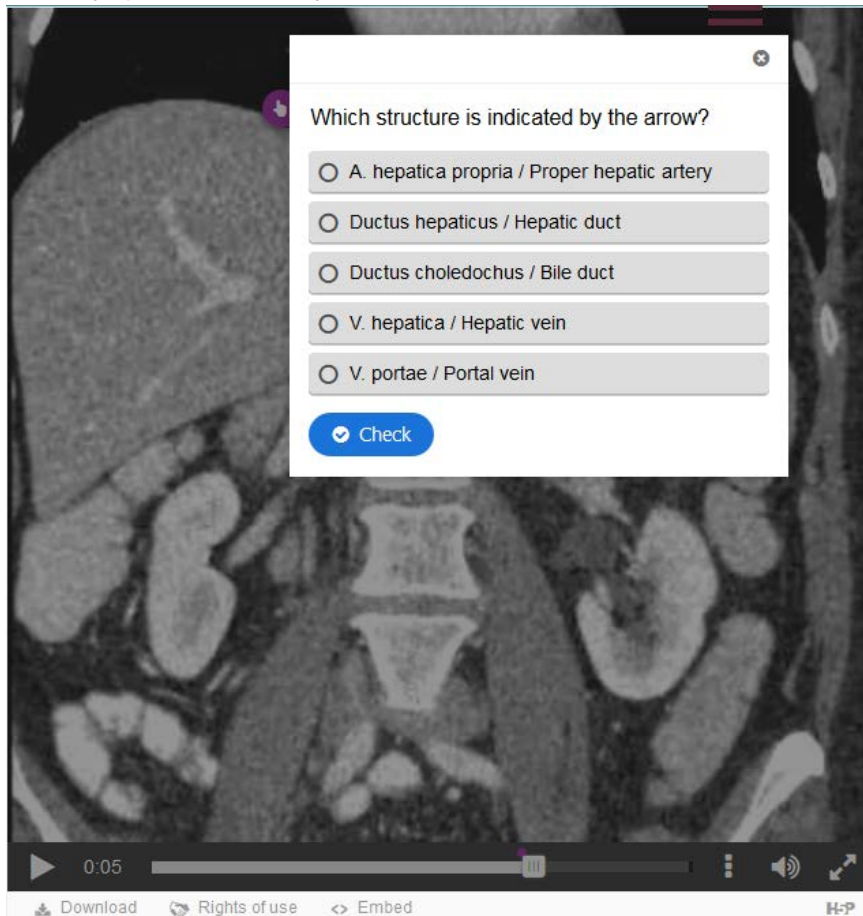 Which structure is indicated by the arrow?
A. hepatica propria / Proper hepatic artery
Ductus hepaticus / Hepatic duct
Ductus choledochus / Bile duct
V. hepatica / Hepatic vein
V. portae / Portal vein
Check
0:05
Download Rights of use <> Embed H5P